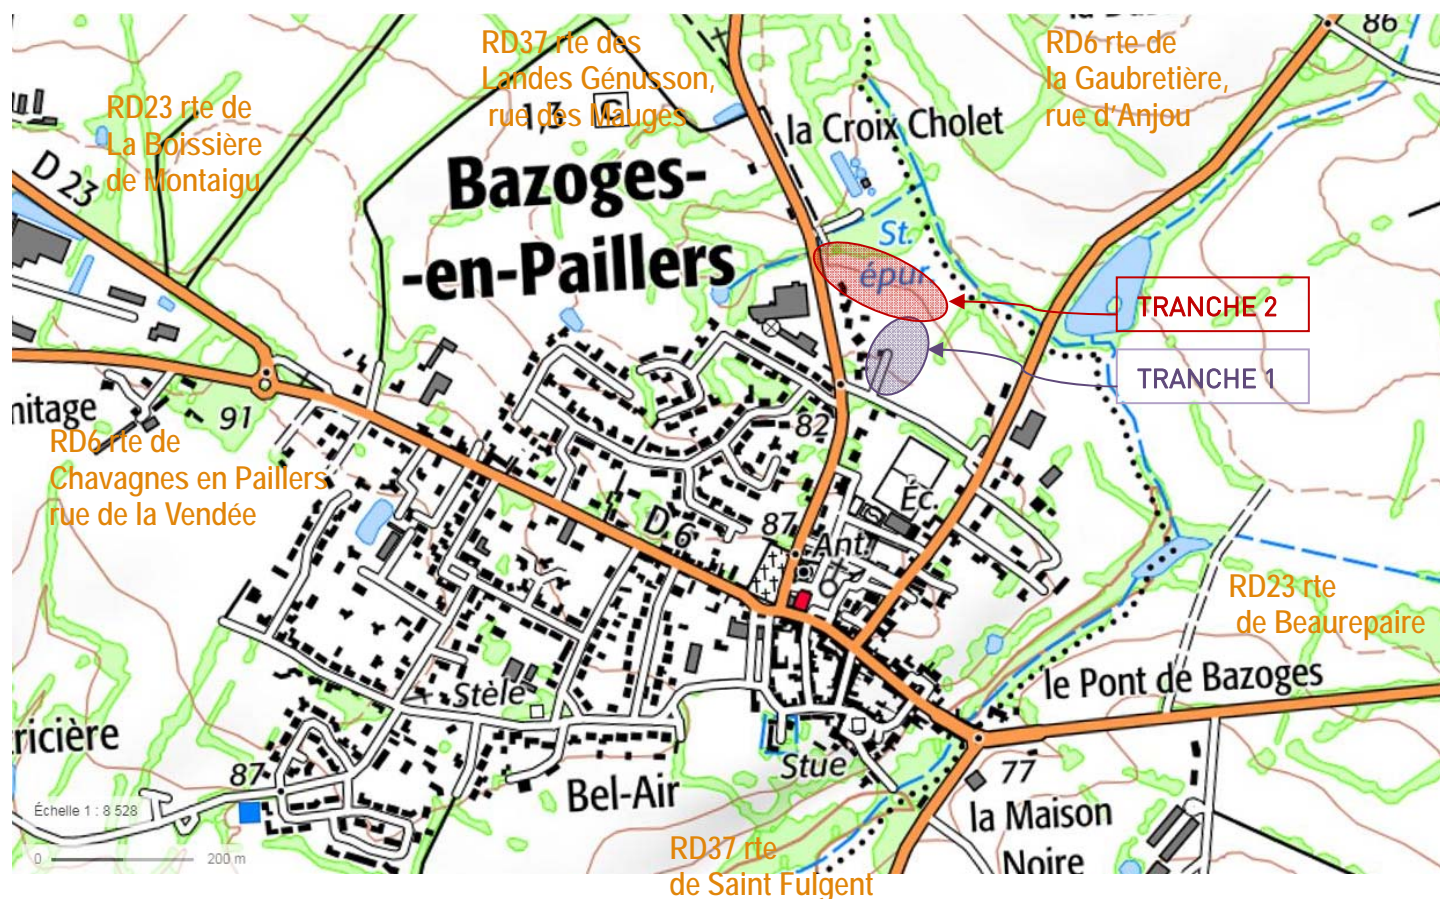 86
RD37 rte des
Landes Génusson,
rue des Mauges
RD6 rte de
la Gaubretière,
rue d'Anjou
RD23 rte de
La Boissière
de Montaigu
1,3 C
la Croix Cholet
D 23
Bazoges-
-en-Paillers
St.
épur.
TRANCHE 2
TRANCHE 1
91
82
RD6 rte de
Chavagnes en Paillers
rue de la Vendée
Éc.
D 6
87
Ant.
RD23 rte
de Beaurepaire
le Pont de Bazoges
Stèle
87
Bel-Air
Stue
77
la Maison
Noire
Échelle 1 : 8 528
0 200 m
RD37 rte
de Saint Fulgent